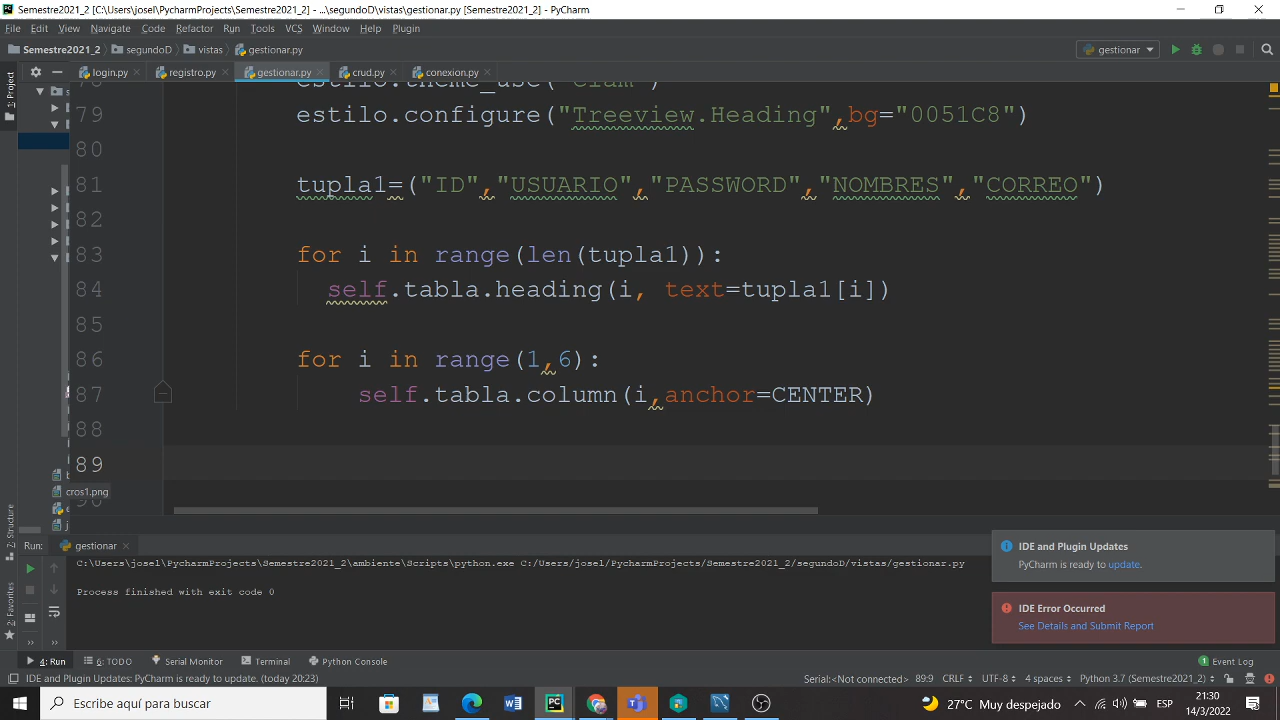 Semestre2021_2 [C:\Users\josel\PycharmProjects\Semestre2021_2] - ...\segundoD\vistas\gestionar.py [Semestre2021_2] - PyCharm
File Edit View Navigate Code Refactor Run Tools VCS Window Help Plugin
Semestre2021_2 segundoD vistas gestionar.py gestionar
1: Project
login.py registro.py gestionar.py crud.py conexion.py
79 estilo.configure("Treeview.Heading",bg="0051C8")
80
81 tupla1=("ID","USUARIO","PASSWORD","NOMBRES","CORREO")
82
83 for i in range(len(tupla1)):
84 self.tabla.heading(i, text=tupla1[i])
85
86 for i in range(1,6):
87 self.tabla.column(i,anchor=CENTER)
88
89
cros1.png
Z: Structure
2: Favorites
Run: gestionar
C:\Users\josel\PycharmProjects\Semestre2021_2\ambiente\Scripts\python.exe C:/Users/josel/PycharmProjects/Semestre2021_2/segundoD/vistas/gestionar.py
Process finished with exit code 0
IDE and Plugin Updates
PyCharm is ready to update.
IDE Error Occurred
See Details and Submit Report
4: Run 6: TODO Serial Monitor Terminal Python Console 1 Event Log
IDE and Plugin Updates: PyCharm is ready to update. (today 20:23) Serial:<Not connected> 89:9 CRLF UTF-8 4 spaces Python 3.7 (Semestre2021_2)
Escribe aquí para buscar
27°C Muy despejado
ESP
21:30
14/3/2022